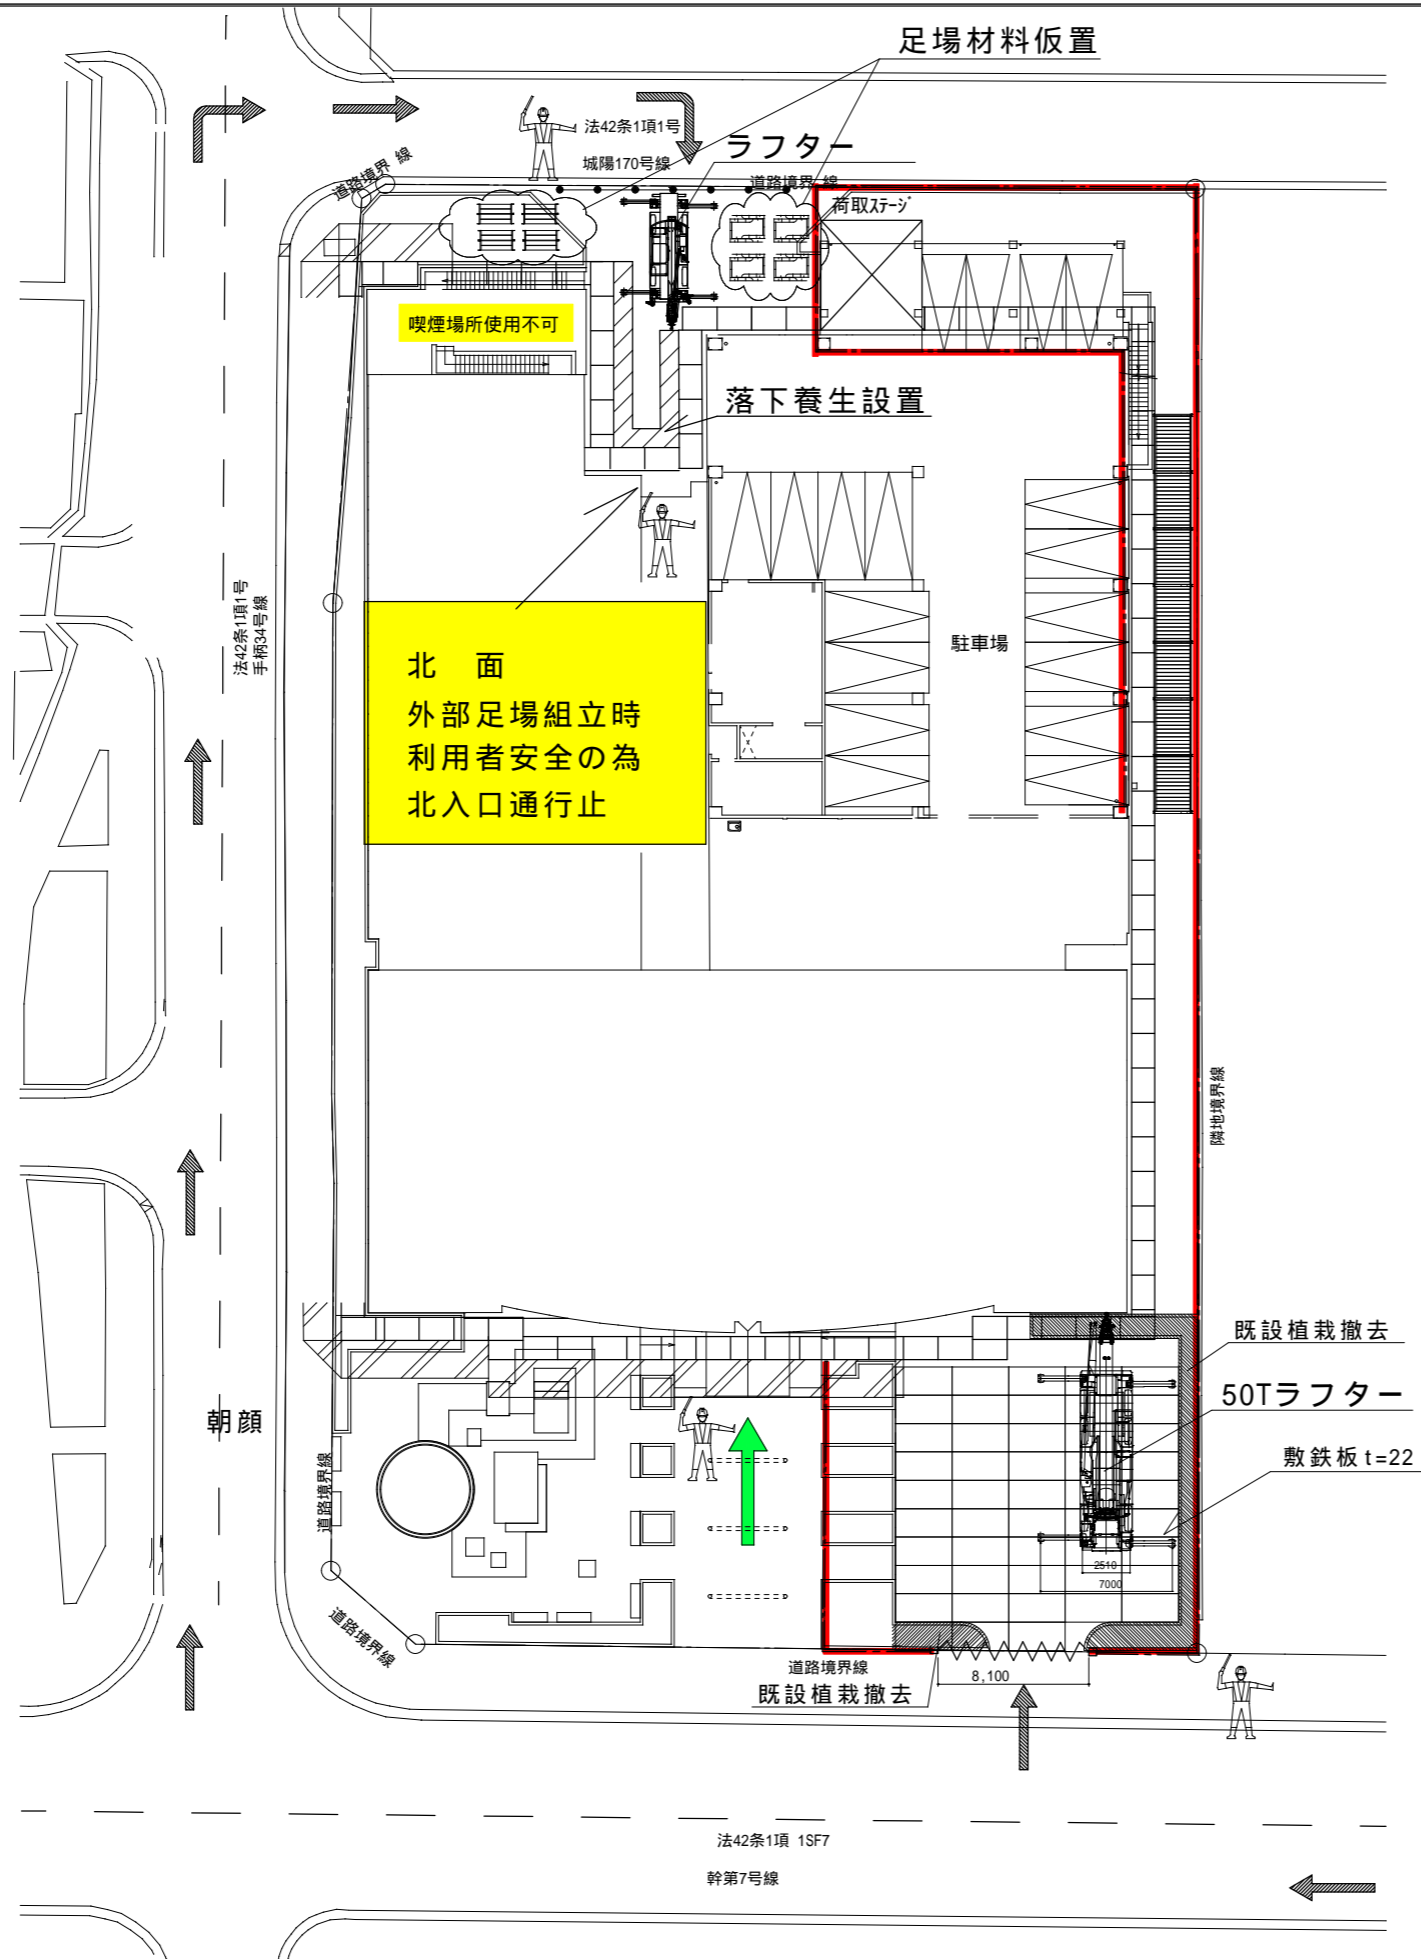 足場材料仮置
法42条1項1号
城陽170号線
ラフター
道路境界 線
道路境界 線
荷取ステージ
喫煙場所使用不可
落下養生設置
法42条1項1号
手柄34号線
北 面
外部足場組立時
利用者安全の為
北入口通行止
駐車場
隣地境界線
既設植栽撤去
50Tラフター
敷鉄板t=22
朝顔
道路境界線
道路境界線
2510
7000
道路境界線
8,100
既設植栽撤去
法42条1項 1SF7
幹第7号線